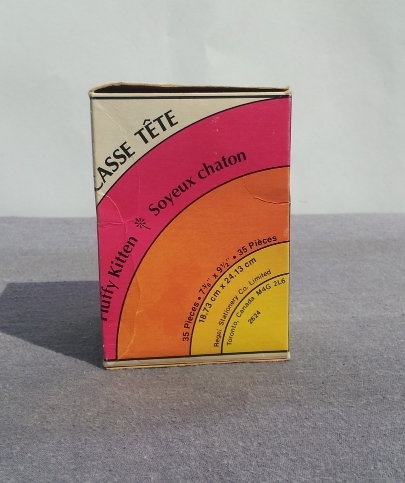 CASSE TÊTE
Fluffy Kitten ✻ Soyeux chaton
35 Pieces • 7⅜" x 9½" • 35 Pièces
18.73 cm x 24.13 cm
Regal Stationery Co. Limited
Toronto, Canada M4G 2L6
2624